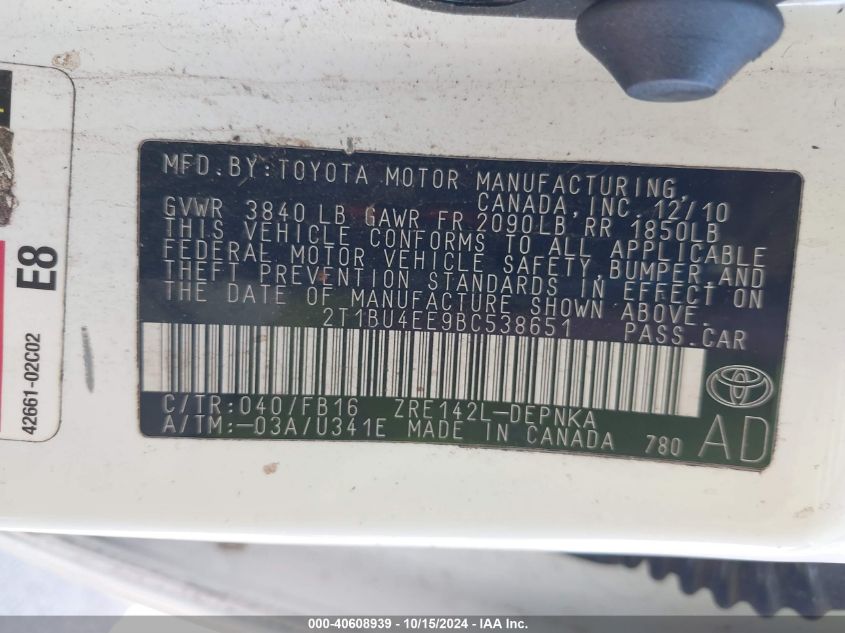 MFD. BY: TOYOTA MOTOR MANUFACTURING,
CANADA, INC. 12/10
GVWR 3840 LB GAWR FR 2090LB RR 1850LB
THIS VEHICLE CONFORMS TO ALL APPLICABLE
FEDERAL MOTOR VEHICLE SAFETY, BUMPER, AND
THEFT PREVENTION STANDARDS IN EFFECT ON
THE DATE OF MANUFACTURE SHOWN ABOVE.
2T1BU4EE9BC538651 PASS.CAR
C/TR:040/FB16 ZRE142L-DEPNKA
A/TM:-03A/U341E MADE IN CANADA 780 AD
E8
42661-02C02
000-40608939 - 10/15/2024 - IAA Inc.